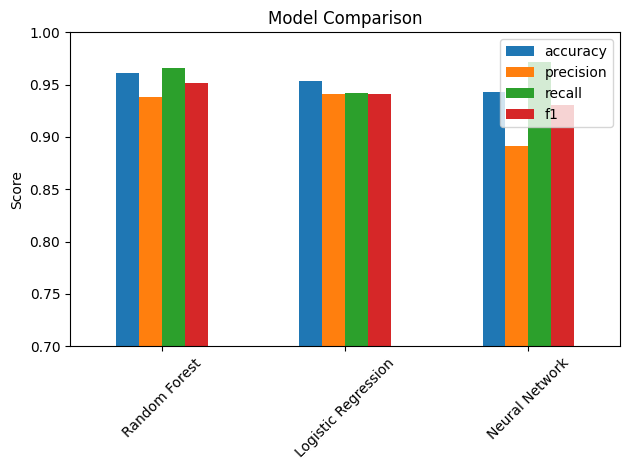 Model Comparison
accuracy
precision
recall
f1
Score
1.00
0.95
0.90
0.85
0.80
0.75
0.70
Random Forest
Logistic Regression
Neural Network